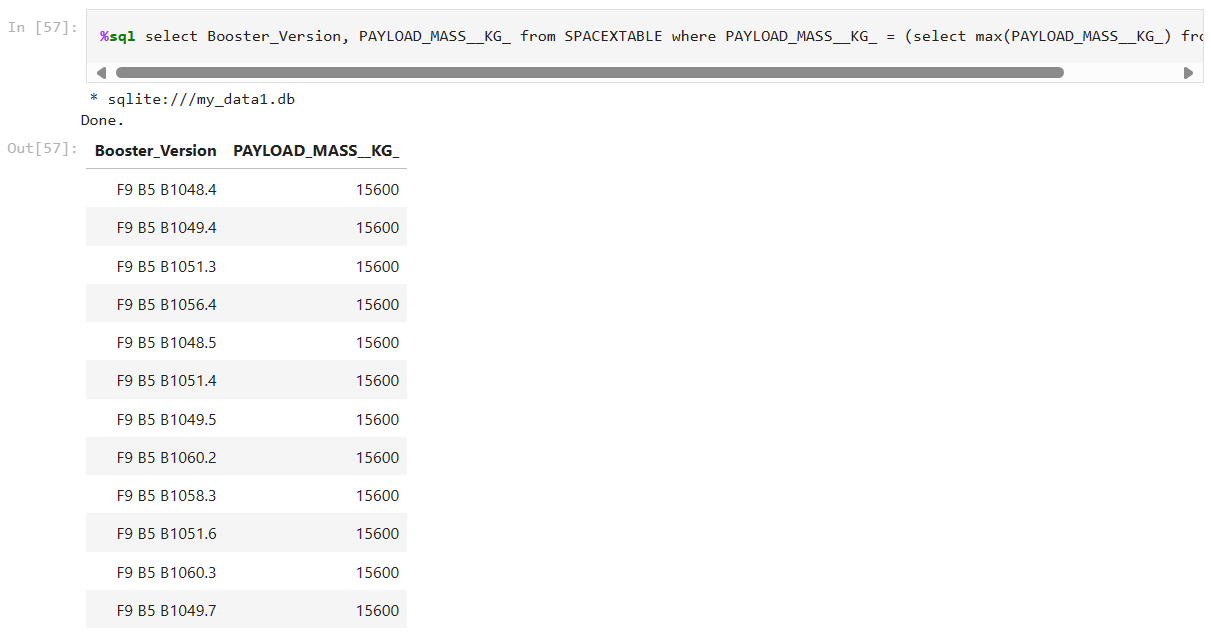 In [57]:
%sql select Booster_Version, PAYLOAD_MASS__KG_ from SPACEXTABLE where PAYLOAD_MASS__KG_ = (select max(PAYLOAD_MASS__KG_)
* sqlite:///my_data1.db
Done.
Out[57]:
Booster_Version PAYLOAD_MASS__KG_
F9 B5 B1048.4 15600
F9 B5 B1049.4 15600
F9 B5 B1051.3 15600
F9 B5 B1056.4 15600
F9 B5 B1048.5 15600
F9 B5 B1051.4 15600
F9 B5 B1049.5 15600
F9 B5 B1060.2 15600
F9 B5 B1058.3 15600
F9 B5 B1051.6 15600
F9 B5 B1060.3 15600
F9 B5 B1049.7 15600